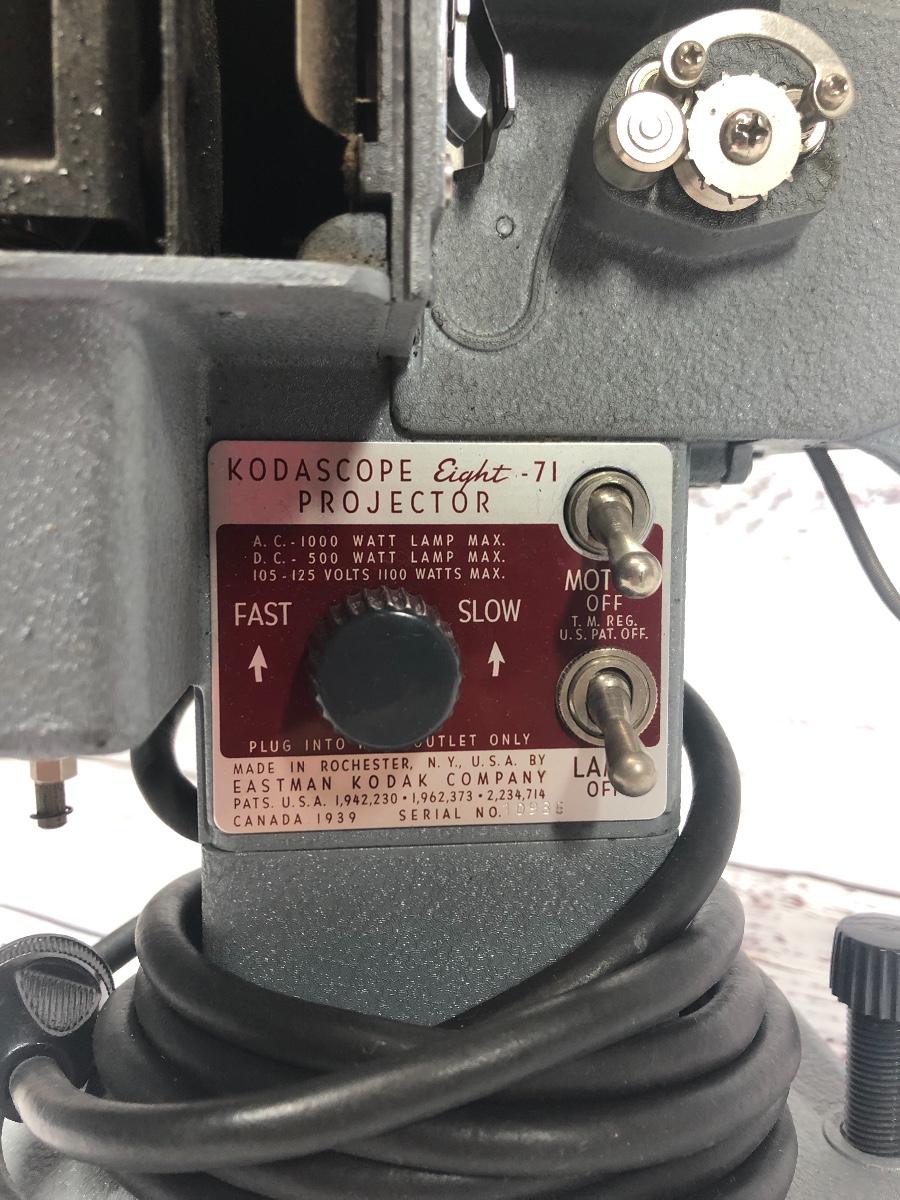 KODASCOPE Eight-71
PROJECTOR
A.C.-1000 WATT LAMP MAX.
D.C.- 500 WATT LAMP MAX.
105-125 VOLTS 1100 WATTS MAX.
FAST
SLOW
OFF
T.M. REG.
U.S. PAT. OFF.
PLUG INTO OUTLET ONLY
OFF
MADE IN ROCHESTER, N.Y., U.S.A. BY
EASTMAN KODAK COMPANY
PATS. U.S.A. 1,942,230 • 1,962,373 • 2,234,714
CANADA 1939 SERIAL NO.